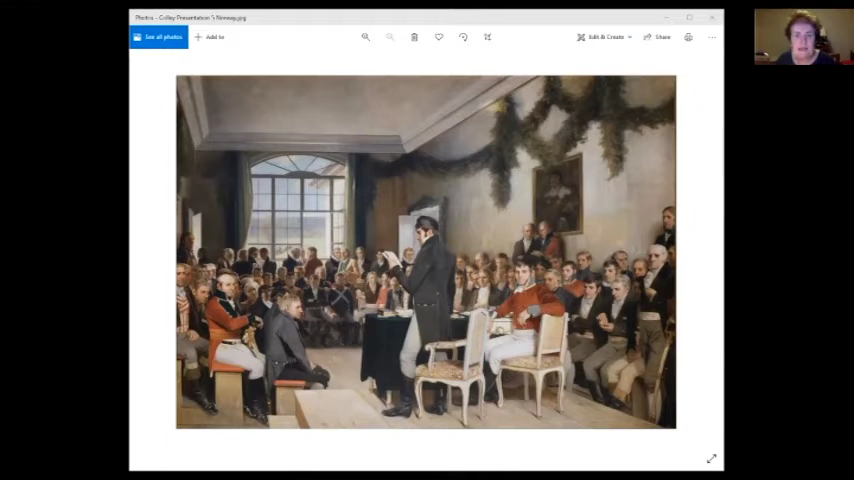 Photos - Colley Presentation 5 Norway.jpg
See all photos
Add to
Edit & Create
Share